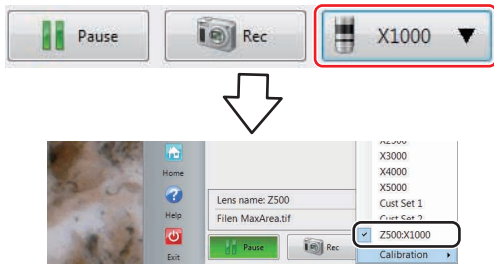 Pause
Rec
X1000
X2500
X3000
X4000
X5000
Cust Set 1
Cust Set 2
Z500:X1000
Calibration
Home
Help
Exit
Lens name: Z500
Filen MaxArea.tif
Pause
Rec